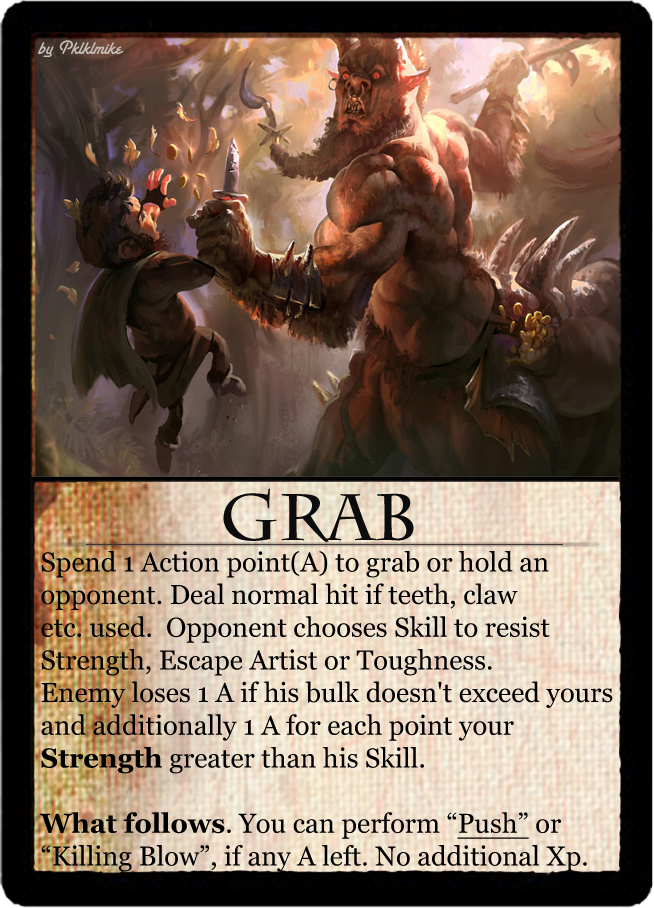 by Pklklmike
GRAB
Spend 1 Action point(A) to grab or hold an
opponent. Deal normal hit if teeth, claw
etc. used.  Opponent chooses Skill to resist
Strength, Escape Artist or Toughness.
Enemy loses 1 A if his bulk doesn't exceed yours
and additionally 1 A for each point your
Strength greater than his Skill.
What follows. You can perform “Push” or
“Killing Blow”, if any A left. No additional Xp.